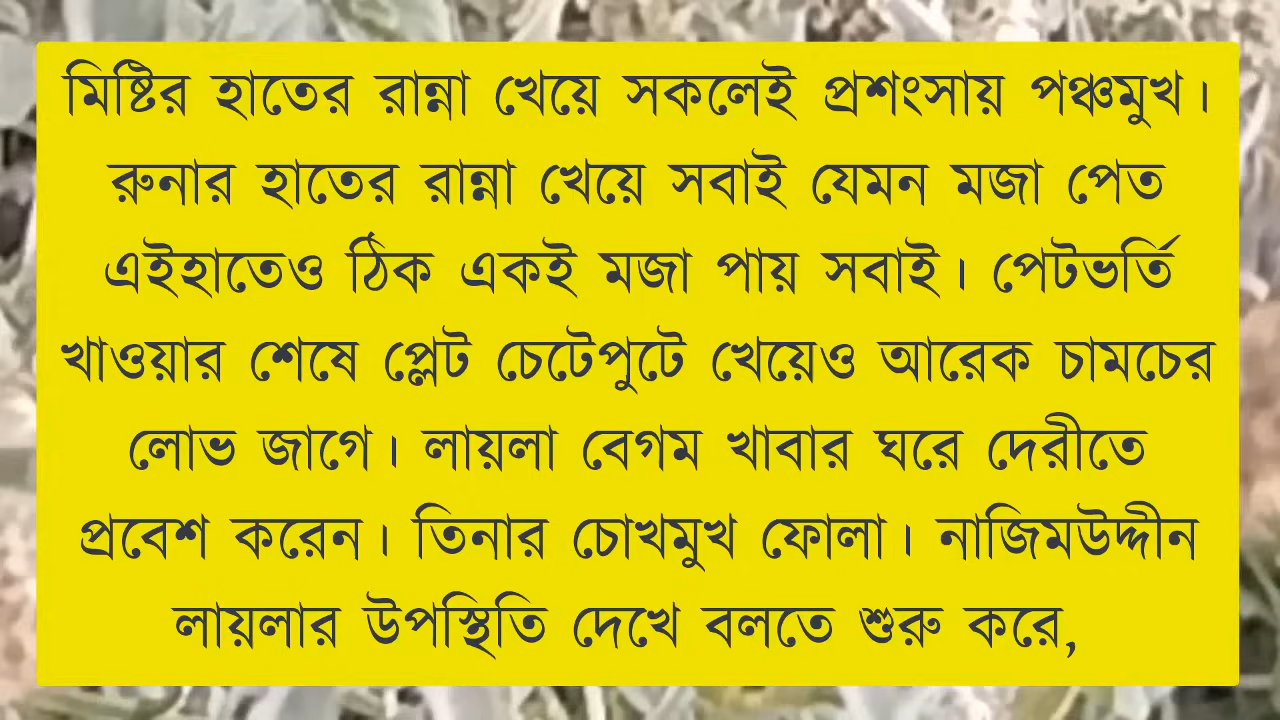 মিষ্টির হাতের রান্না খেয়ে সকলেই প্রশংসায় পঞ্চমুখ।
রুনার হাতের রান্না খেয়ে সবাই যেমন মজা পেত
এইহাতেও ঠিক একই মজা পায় সবাই। পেটভর্তি
খাওয়ার শেষে প্লেট চেটেপুটে খেয়েও আরেক চামচের
লোভ জাগে। লায়লা বেগম খাবার ঘরে দেরীতে
প্রবেশ করেন। তিনার চোখমুখ ফোলা। নাজিমউদ্দীন
লায়লার উপস্থিতি দেখে বলতে শুরু করে,